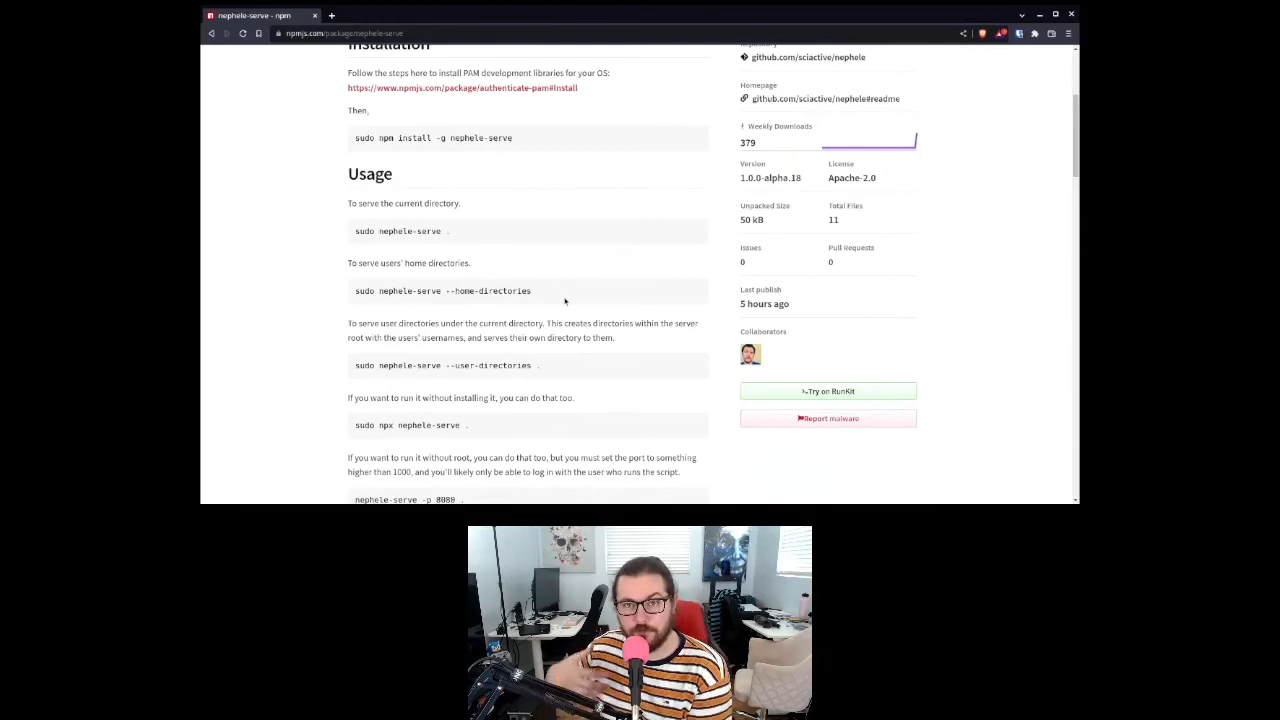 nephele-serve - npm
npmjs.com/package/nephele-serve
Installation
Follow the steps here to install PAM development libraries for your OS:
https://www.npmjs.com/package/authenticate-pam#install
Then,
sudo npm install -g nephele-serve
Usage
To serve the current directory.
sudo nephele-serve .
To serve users' home directories.
sudo nephele-serve --home-directories
To serve user directories under the current directory. This creates directories within the server
root with the users' usernames, and serves their own directory to them.
sudo nephele-serve --user-directories .
If you want to run it without installing it, you can do that too.
sudo npx nephele-serve .
If you want to run it without root, you can do that too, but you must set the port to something
higher than 1000, and you'll likely only be able to log in with the user who runs the script.
nephele-serve -p 8080 .
Repository
github.com/sciactive/nephele
Homepage
github.com/sciactive/nephele#readme
Weekly Downloads
379
Version
License
1.0.0-alpha.18
Apache-2.0
Unpacked Size
Total Files
50 kB
11
Issues
Pull Requests
0
0
Last publish
5 hours ago
Collaborators
Try on RunKit
Report malware